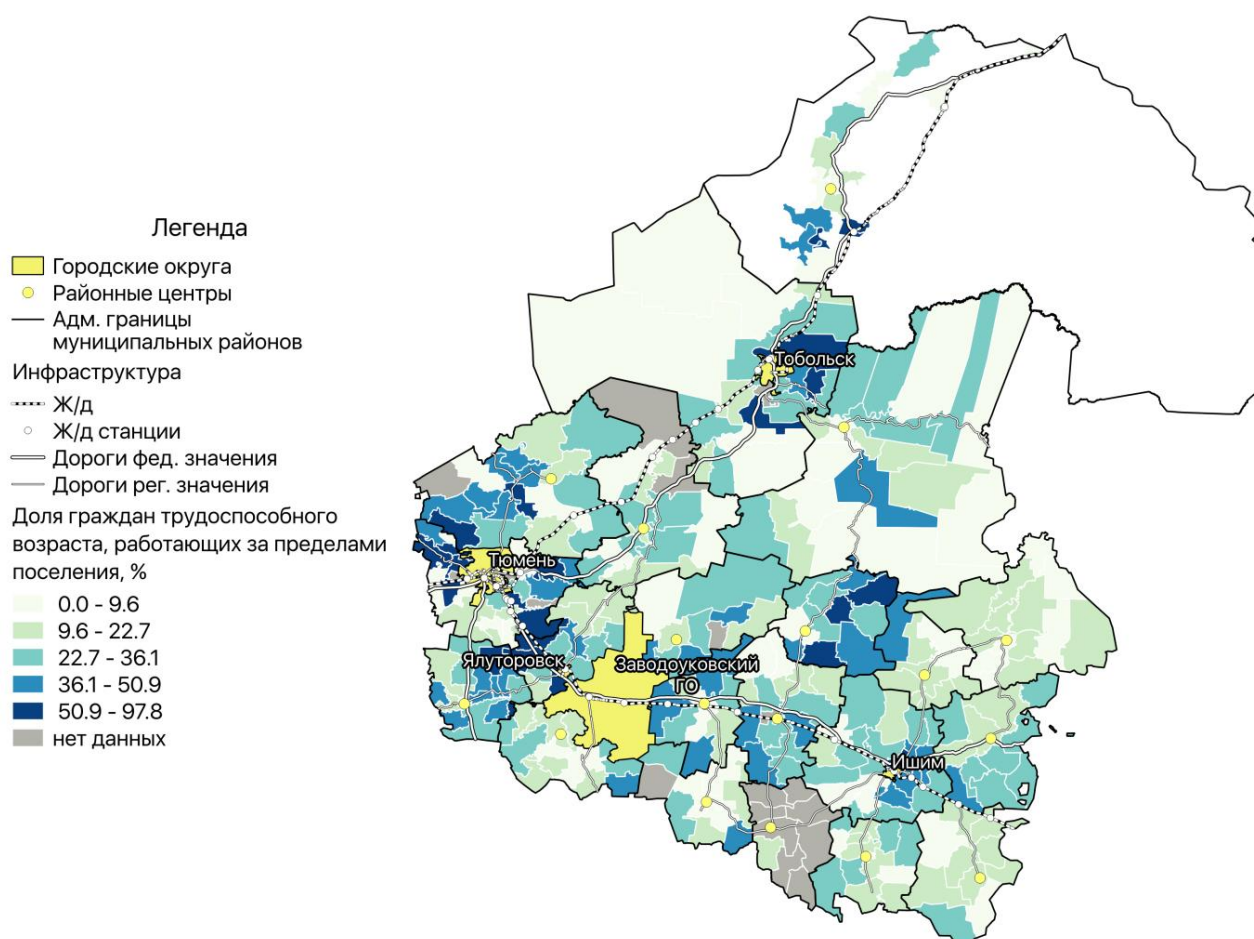 Легенда
Городские округа
Районные центры
Адм. границы
муниципальных районов
Инфраструктура
Ж/д
Ж/д станции
Дороги фед. значения
Дороги рег. значения
Доля граждан трудоспособного
возраста, работающих за пределами
поселения, %
0.0 - 9.6
9.6 - 22.7
22.7 - 36.1
36.1 - 50.9
50.9 - 97.8
нет данных
Тобольск
Тюмень
Ялуторовск
Заводоуковский
ГО
Ишим